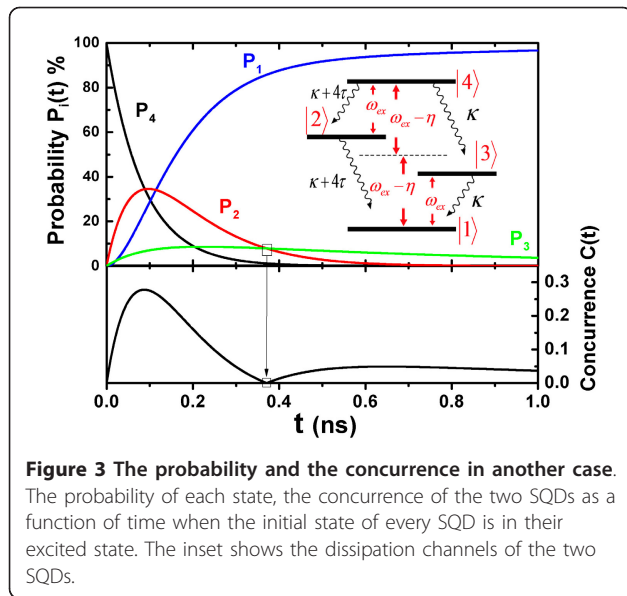 100
80
60
40
20
0
Probability Pᵢ(t) %
P₁
P₄
P₂
P₃
|4⟩
κ+4τ
ω_ex
ω_ex−η
κ
|2⟩
|3⟩
κ+4τ
ω_ex−η
ω_ex
κ
|1⟩
0.3
0.2
0.1
0.0
Concurrence C(t)
0.0 0.2 0.4 0.6 0.8 1.0
t (ns)
Figure 3 The probability and the concurrence in another case.
The probability of each state, the concurrence of the two SQDs as a
function of time when the initial state of every SQD is in their
excited state. The inset shows the dissipation channels of the two
SQDs.